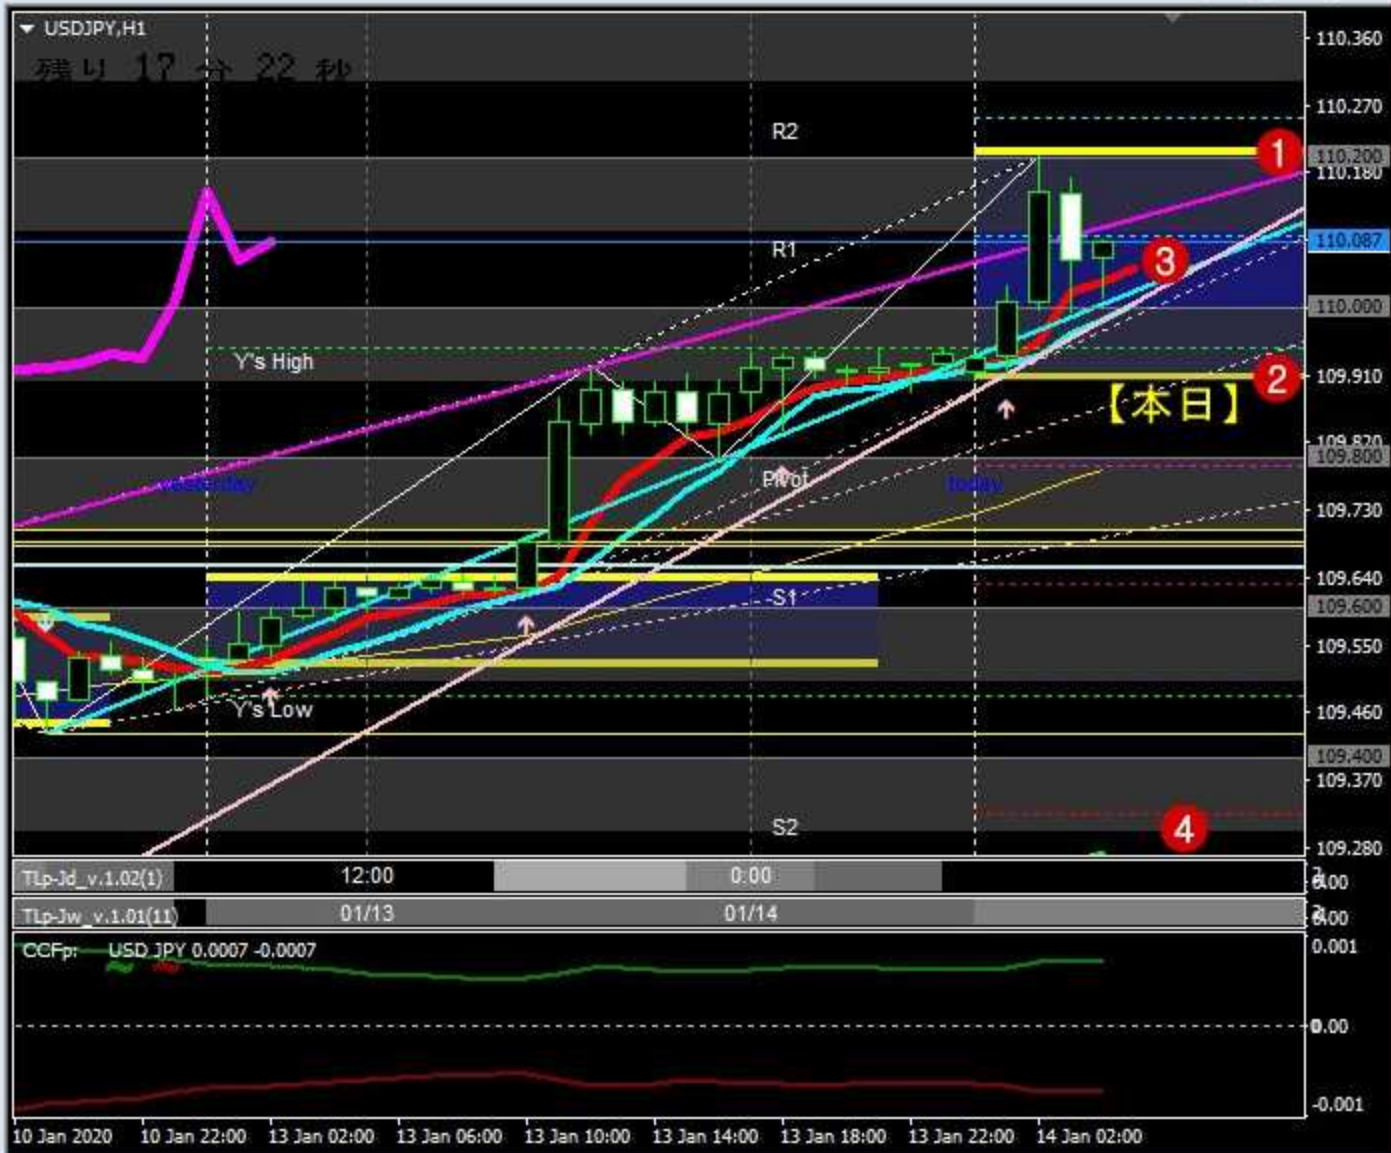 USDJPY,H1
残り 17 分 22 秒
110.360
110.270
R2
1
110.200
110.180
R1
110.087
3
110.000
Y's High
109.910
2
【本日】
109.820
109.800
yesterday
Pivot
today
109.730
109.640
S1
109.600
109.550
Y's Low
109.460
109.400
109.370
S2
4
109.280
TLp-Jd_v.1.02(1)
12:00
0:00
TLp-Jw_v.1.01(11)
01/13
01/14
CCFp: USD JPY 0.0007 -0.0007
0.001
0.00
-0.001
10 Jan 2020 10 Jan 22:00 13 Jan 02:00 13 Jan 06:00 13 Jan 10:00 13 Jan 14:00 13 Jan 18:00 13 Jan 22:00 14 Jan 02:00